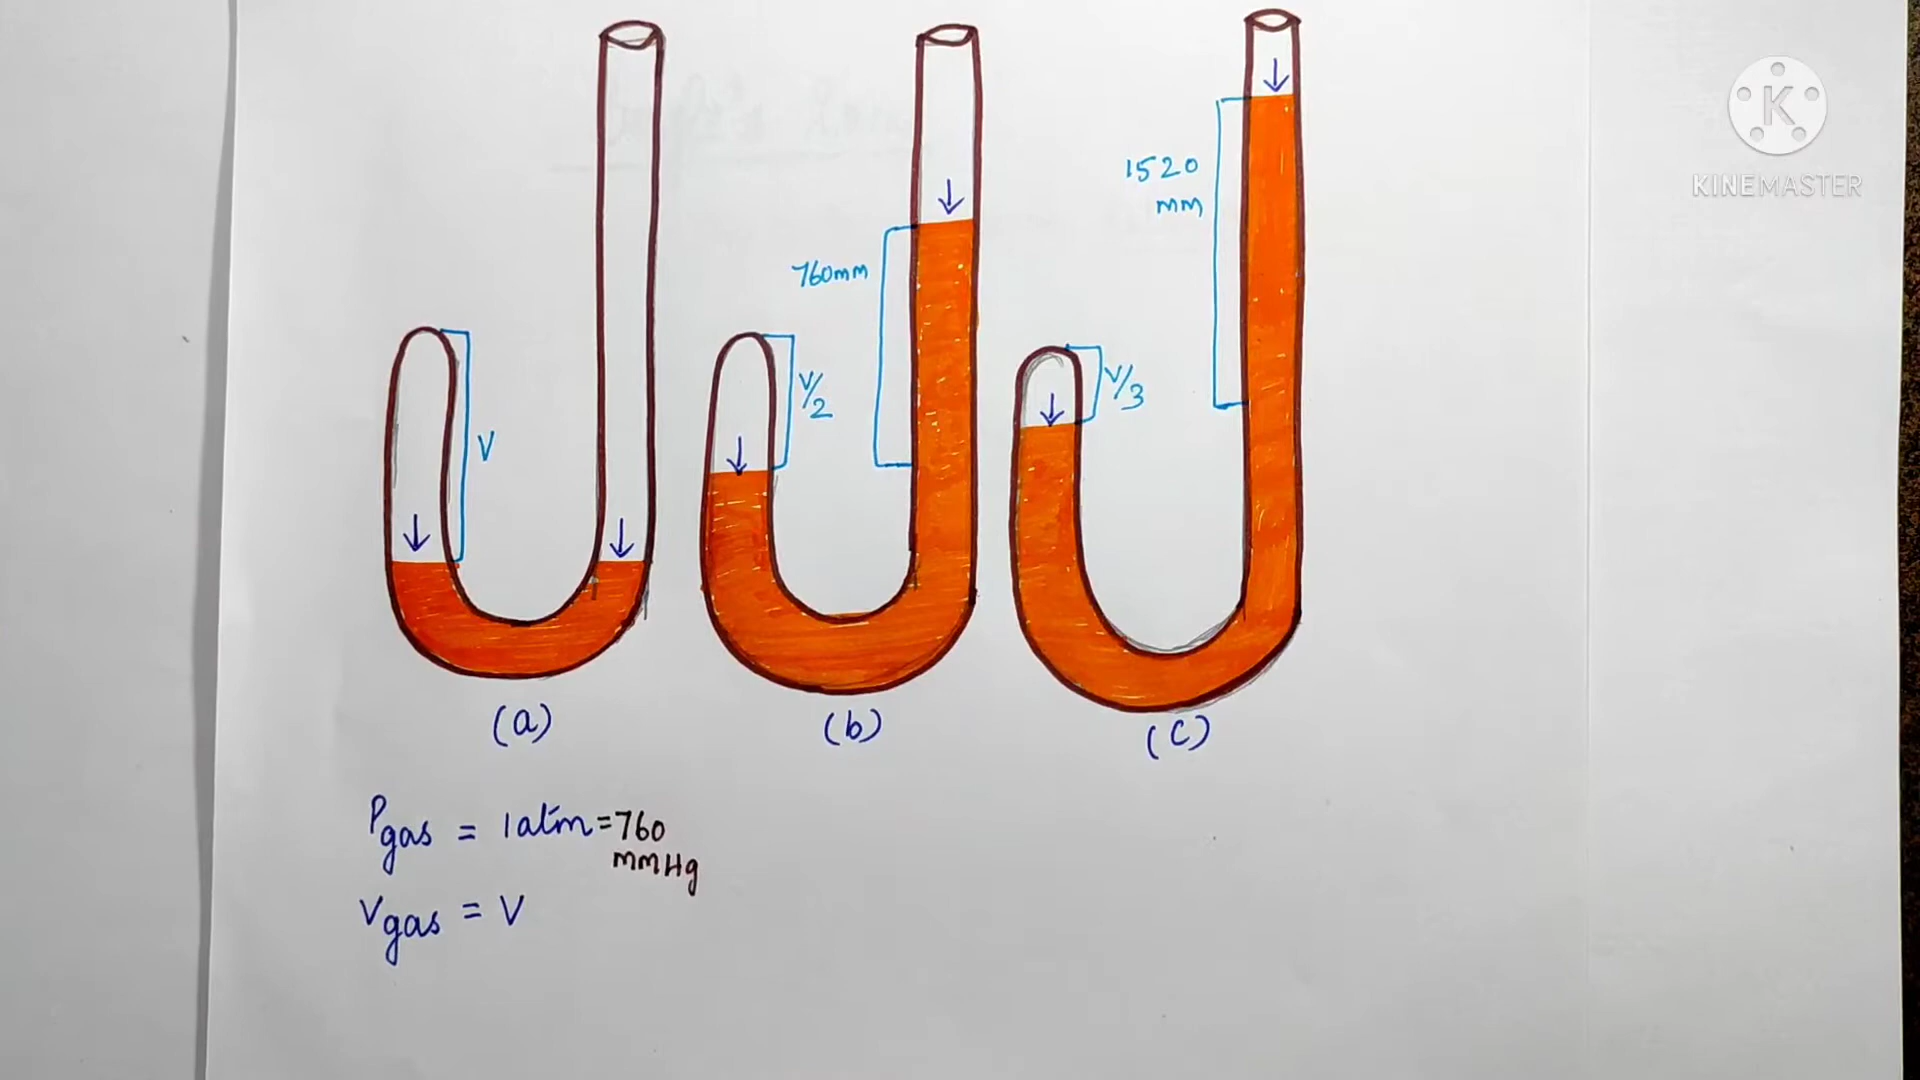 1520
mm
760mm
V/2
V/3
V
(a)
(b)
(c)
Pgas = 1atm = 760
mmHg
Vgas = V
K
KINEMASTER